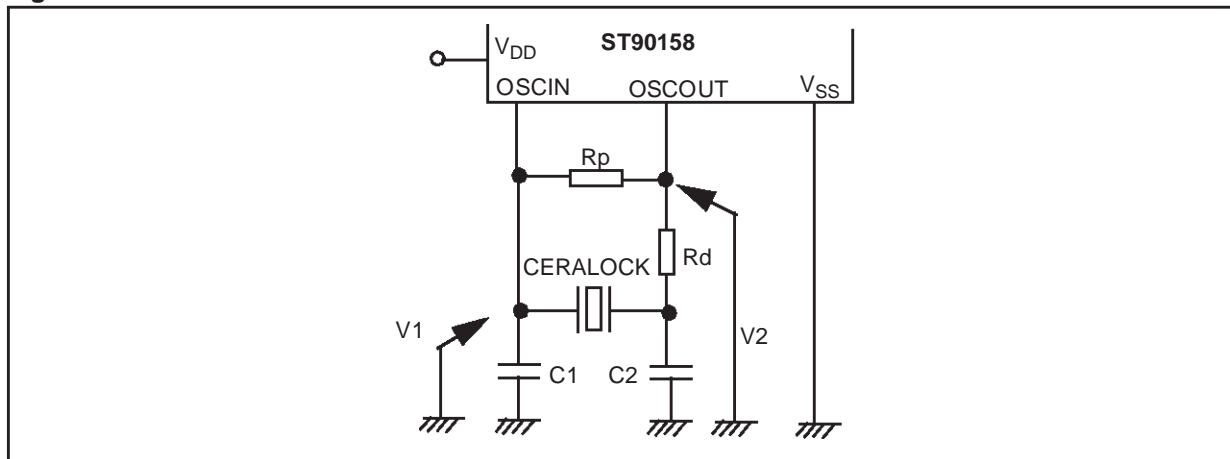 ST90158
VDD
OSCIN
OSCOUT
VSS
Rp
Rd
CERALOCK
V1
V2
C1
C2